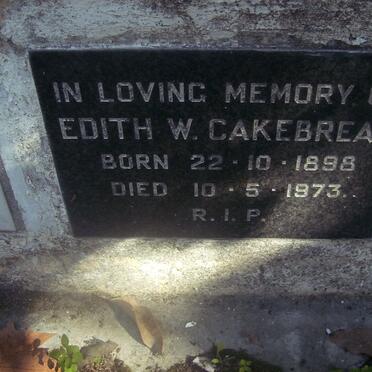 IN LOVING MEMORY
EDITH W. CAKEBREA
BORN 22·10·1898
DIED 10·5·1973..
R.I.P.